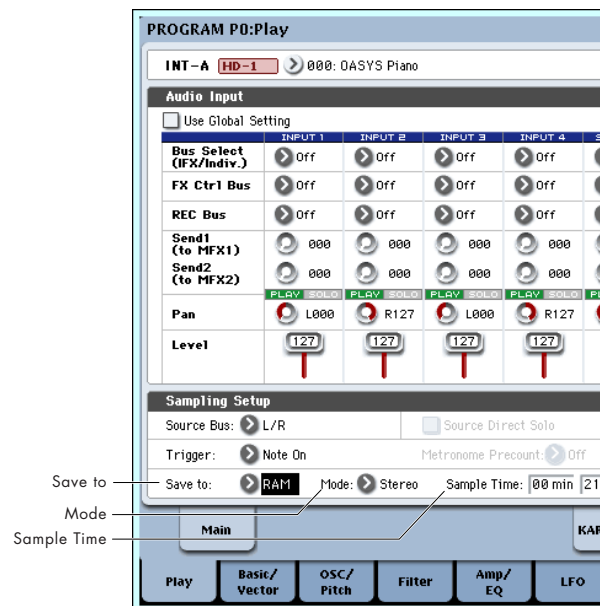 PROGRAM P0:Play
INT-A HD-1 000: OASYS Piano
Audio Input
Use Global Setting
INPUT 1 INPUT 2 INPUT 3 INPUT 4
Bus Select (IFX/Indiv.) Off Off Off Off
FX Ctrl Bus Off Off Off Off
REC Bus Off Off Off Off
Send1 (to MFX1) 000 000 000 000
Send2 (to MFX2) 000 000 000 000
PLAY SOLO PLAY SOLO PLAY SOLO PLAY SOLO
Pan L000 R127 L000 R127
Level 127 127 127 127
Sampling Setup
Source Bus: L/R Source Direct Solo
Trigger: Note On Metronome Precount: Off
Save to: RAM Mode: Stereo Sample Time: 00 min 21
Save to
Mode
Sample Time
Main KAR
Play Basic/Vector OSC/Pitch Filter Amp/EQ LFO